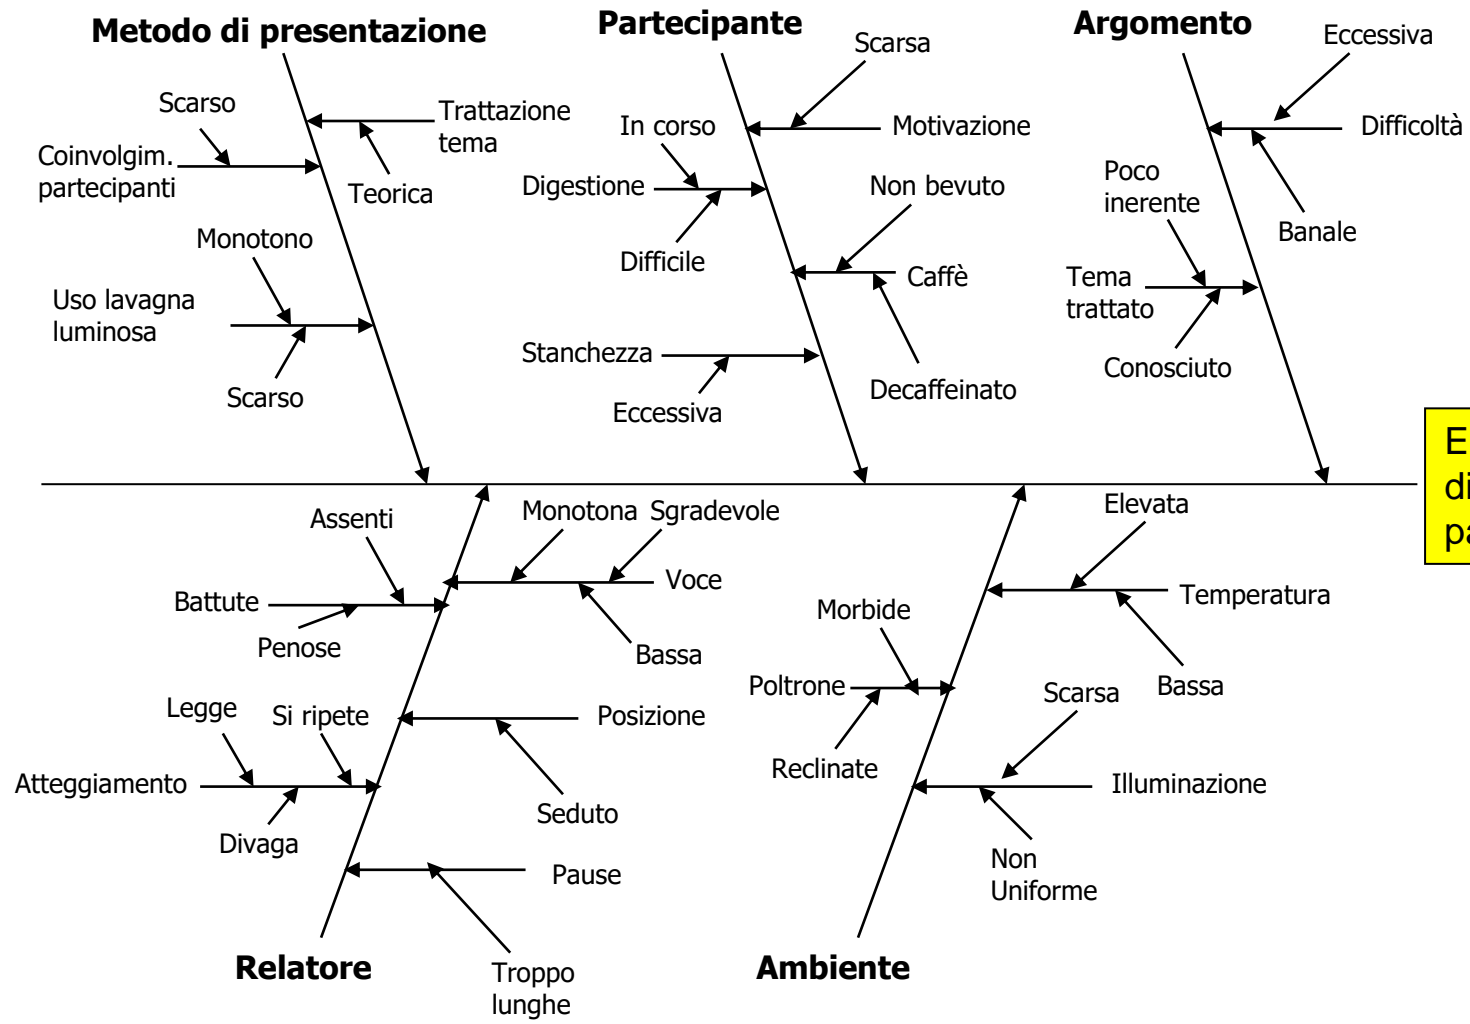 Metodo di presentazione
Partecipante
Argomento
Scarso
Trattazione
tema
Coinvolgim.
partecipanti
Teorica
Monotono
Uso lavagna
luminosa
Scarso
Scarsa
In corso
Motivazione
Digestione
Non bevuto
Difficile
Caffè
Stanchezza
Decaffeinato
Eccessiva
Eccessiva
Difficoltà
Poco
inerente
Banale
Tema
trattato
Conosciuto
Assenti
Monotona
Sgradevole
Voce
Battute
Penose
Bassa
Legge
Si ripete
Posizione
Atteggiamento
Divaga
Seduto
Pause
Troppo
lunghe
Relatore
Elevata
Temperatura
Morbide
Bassa
Poltrone
Scarsa
Reclinate
Illuminazione
Non
Uniforme
Ambiente